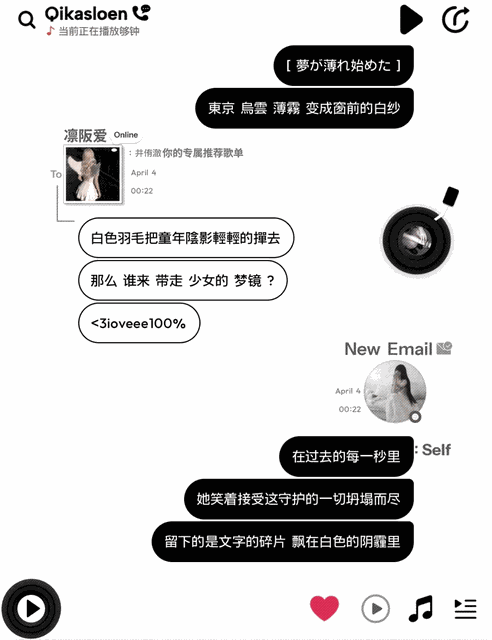 Qikasloen
当前正在播放够钟
[ 夢が薄れ始めた ]
東京 烏雲 薄霧 变成窗前的白纱
凛阪爱 Online
: 井侑澈你的专属推荐歌单
To
April 4
00:22
白色羽毛把童年陰影輕輕的撣去
那么 谁来 带走 少女的 梦镜 ?
<3ioveee100%
New Email
April 4
00:22
: Self
在过去的每一秒里
她笑着接受这守护的一切坍塌而尽
留下的是文字的碎片 飘在白色的阴霾里